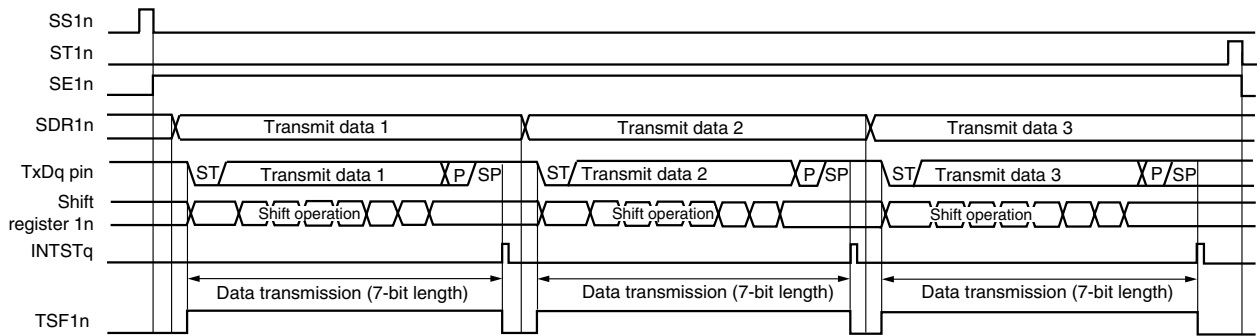 SS1n
ST1n
SE1n
SDR1n Transmit data 1 Transmit data 2 Transmit data 3
TxDq pin ST Transmit data 1 P SP ST Transmit data 2 P SP ST Transmit data 3 P SP
Shift
register 1n Shift operation Shift operation Shift operation
INTSTq
Data transmission (7-bit length) Data transmission (7-bit length) Data transmission (7-bit length)
TSF1n